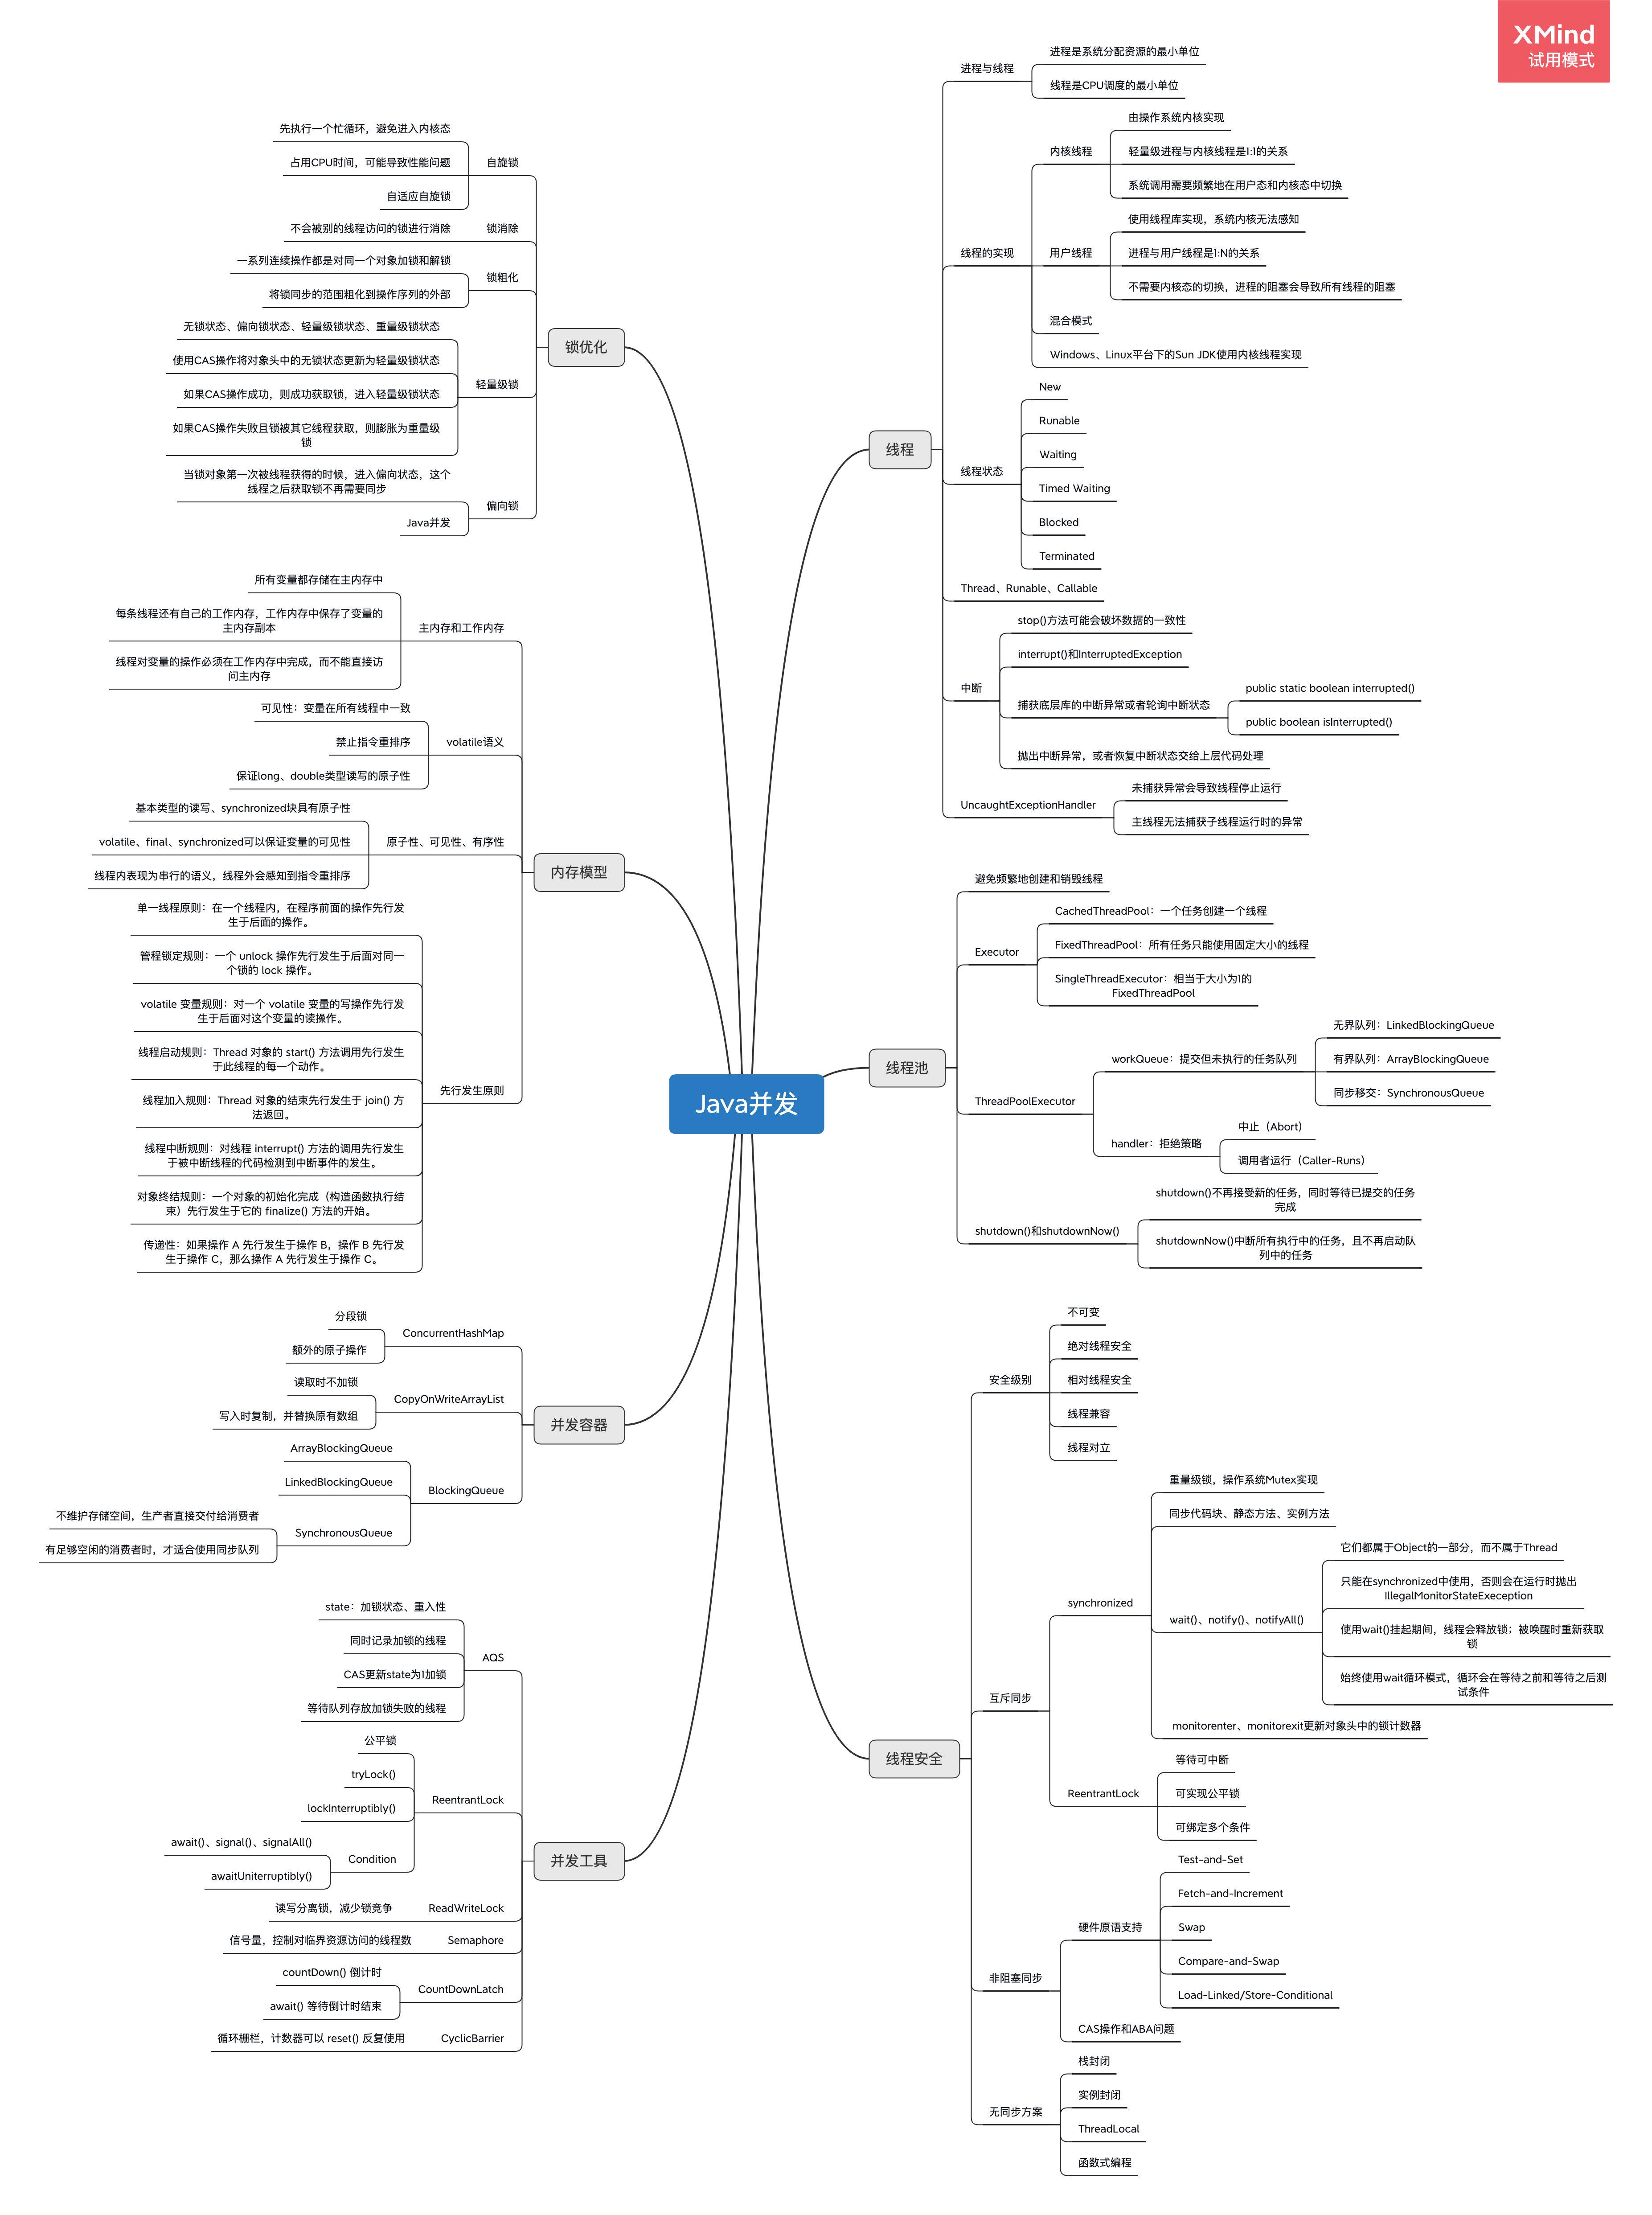 XMind
试用模式
Java并发
线程
进程与线程
进程是系统分配资源的最小单位
线程是CPU调度的最小单位
线程的实现
内核线程
由操作系统内核实现
轻量级进程与内核线程是1:1的关系
系统调用需要频繁地在用户态和内核态中切换
用户线程
使用线程库实现，系统内核无法感知
进程与用户线程是1:N的关系
不需要内核态的切换，进程的阻塞会导致所有线程的阻塞
混合模式
Windows、Linux平台下的Sun JDK使用内核线程实现
线程状态
New
Runable
Waiting
Timed Waiting
Blocked
Terminated
Thread、Runable、Callable
中断
stop()方法可能会破坏数据的一致性
interrupt()和InterruptedException
捕获底层库的中断异常或者轮询中断状态
public static boolean interrupted()
public boolean isInterrupted()
抛出中断异常，或者恢复中断状态交给上层代码处理
UncaughtExceptionHandler
未捕获异常会导致线程停止运行
主线程无法捕获子线程运行时的异常
线程池
避免频繁地创建和销毁线程
Executor
CachedThreadPool：一个任务创建一个线程
FixedThreadPool：所有任务只能使用固定大小的线程
SingleThreadExecutor：相当于大小为1的
FixedThreadPool
ThreadPoolExecutor
workQueue：提交但未执行的任务队列
无界队列：LinkedBlockingQueue
有界队列：ArrayBlockingQueue
同步移交：SynchronousQueue
handler：拒绝策略
中止（Abort）
调用者运行（Caller-Runs）
shutdown()和shutdownNow()
shutdown()不再接受新的任务，同时等待已提交的任务
完成
shutdownNow()中断所有执行中的任务，且不再启动队
列中的任务
线程安全
安全级别
不可变
绝对线程安全
相对线程安全
线程兼容
线程对立
互斥同步
synchronized
重量级锁，操作系统Mutex实现
同步代码块、静态方法、实例方法
wait()、notify()、notifyAll()
它们都属于Object的一部分，而不属于Thread
只能在synchronized中使用，否则会在运行时抛出
IllegalMonitorStateExeception
使用wait()挂起期间，线程会释放锁；被唤醒时重新获取
锁
始终使用wait循环模式，循环会在等待之前和等待之后测
试条件
monitorenter、monitorexit更新对象头中的锁计数器
ReentrantLock
等待可中断
可实现公平锁
可绑定多个条件
非阻塞同步
硬件原语支持
Test-and-Set
Fetch-and-Increment
Swap
Compare-and-Swap
Load-Linked/Store-Conditional
CAS操作和ABA问题
无同步方案
栈封闭
实例封闭
ThreadLocal
函数式编程
锁优化
自旋锁
先执行一个忙循环，避免进入内核态
占用CPU时间，可能导致性能问题
自适应自旋锁
锁消除
不会被别的线程访问的锁进行消除
锁粗化
一系列连续操作都是对同一个对象加锁和解锁
将锁同步的范围粗化到操作序列的外部
轻量级锁
无锁状态、偏向锁状态、轻量级锁状态、重量级锁状态
使用CAS操作将对象头中的无锁状态更新为轻量级锁状态
如果CAS操作成功，则成功获取锁，进入轻量级锁状态
如果CAS操作失败且锁被其它线程获取，则膨胀为重量级
锁
偏向锁
当锁对象第一次被线程获得的时候，进入偏向状态，这个
线程之后获取锁不再需要同步
Java并发
内存模型
主内存和工作内存
所有变量都存储在主内存中
每条线程还有自己的工作内存，工作内存中保存了变量的
主内存副本
线程对变量的操作必须在工作内存中完成，而不能直接访
问主内存
volatile语义
可见性：变量在所有线程中一致
禁止指令重排序
保证long、double类型读写的原子性
原子性、可见性、有序性
基本类型的读写、synchronized块具有原子性
volatile、final、synchronized可以保证变量的可见性
线程内表现为串行的语义，线程外会感知到指令重排序
先行发生原则
单一线程原则：在一个线程内，在程序前面的操作先行发
生于后面的操作。
管程锁定规则：一个 unlock 操作先行发生于后面对同一
个锁的 lock 操作。
volatile 变量规则：对一个 volatile 变量的写操作先行发
生于后面对这个变量的读操作。
线程启动规则：Thread 对象的 start() 方法调用先行发生
于此线程的每一个动作。
线程加入规则：Thread 对象的结束先行发生于 join() 方
法返回。
线程中断规则：对线程 interrupt() 方法的调用先行发生
于被中断线程的代码检测到中断事件的发生。
对象终结规则：一个对象的初始化完成（构造函数执行结
束）先行发生于它的 finalize() 方法的开始。
传递性：如果操作 A 先行发生于操作 B，操作 B 先行发
生于操作 C，那么操作 A 先行发生于操作 C。
并发容器
ConcurrentHashMap
分段锁
额外的原子操作
CopyOnWriteArrayList
读取时不加锁
写入时复制，并替换原有数组
BlockingQueue
ArrayBlockingQueue
LinkedBlockingQueue
SynchronousQueue
不维护存储空间，生产者直接交付给消费者
有足够空闲的消费者时，才适合使用同步队列
并发工具
AQS
state：加锁状态、重入性
同时记录加锁的线程
CAS更新state为1加锁
等待队列存放加锁失败的线程
ReentrantLock
公平锁
tryLock()
lockInterruptibly()
Condition
await()、signal()、signalAll()
awaitUniterruptibly()
ReadWriteLock
读写分离锁，减少锁竞争
Semaphore
信号量，控制对临界资源访问的线程数
CountDownLatch
countDown() 倒计时
await() 等待倒计时结束
CyclicBarrier
循环栅栏，计数器可以 reset() 反复使用